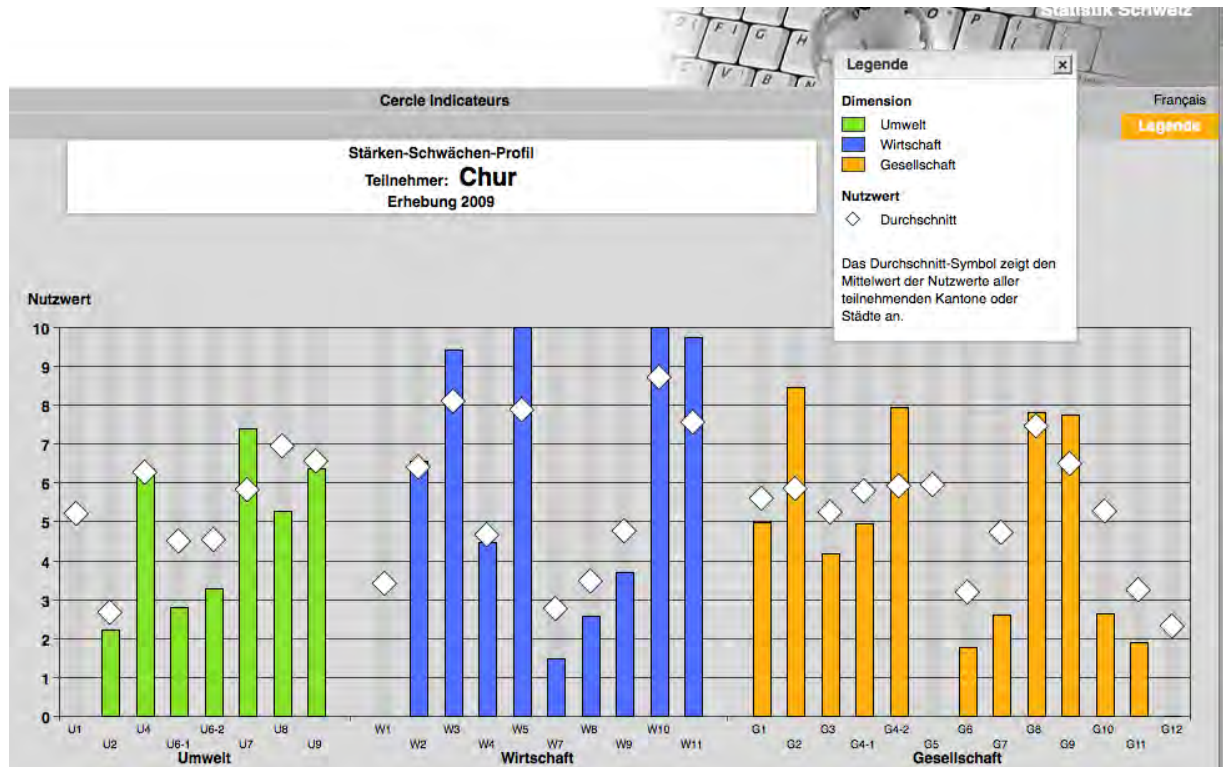 Statistik Schweiz
Legende
Cercle Indicateurs
Français
Legende
Stärken-Schwächen-Profil
Teilnehmer: Chur
Erhebung 2009
Dimension
Umwelt
Wirtschaft
Gesellschaft
Nutzwert
Durchschnitt
Das Durchschnitt-Symbol zeigt den
Mittelwert der Nutzwerte aller
teilnehmenden Kantone oder
Städte an.
Nutzwert
10
9
8
7
6
5
4
3
2
1
0
U1 U4 U6-2 U8 W1 W3 W5 W8 W10 G1 G3 G4-2 G6 G8 G10 G12
U2 U6-1 U7 U9 W2 W4 W7 W9 W11 G2 G4-1 G5 G7 G9 G11
Umwelt Wirtschaft Gesellschaft